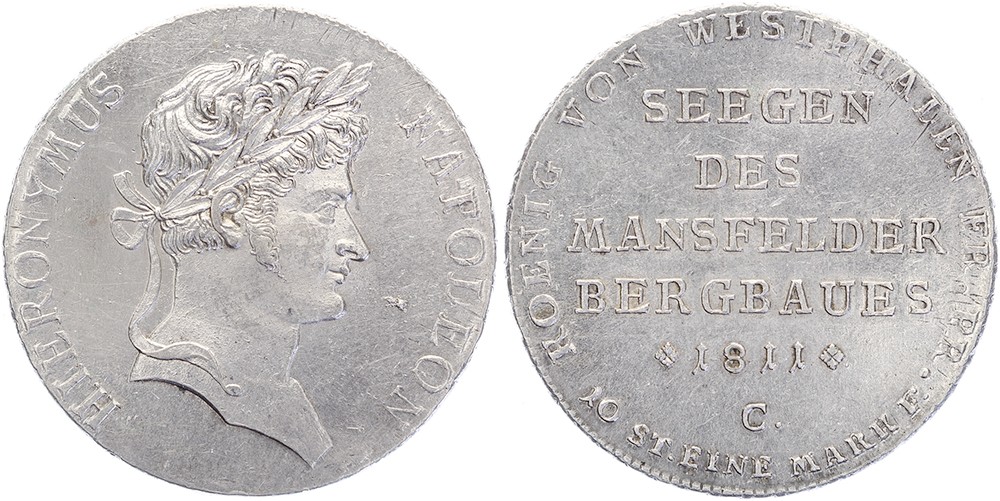 HIERONYMUS NAPOLEON
KOENIG VON WESTPHALEN FR: PR:
SEEGEN
DES
MANSFELDER
BERGBAUES
1811
C.
10 ST. EINE MARK F.